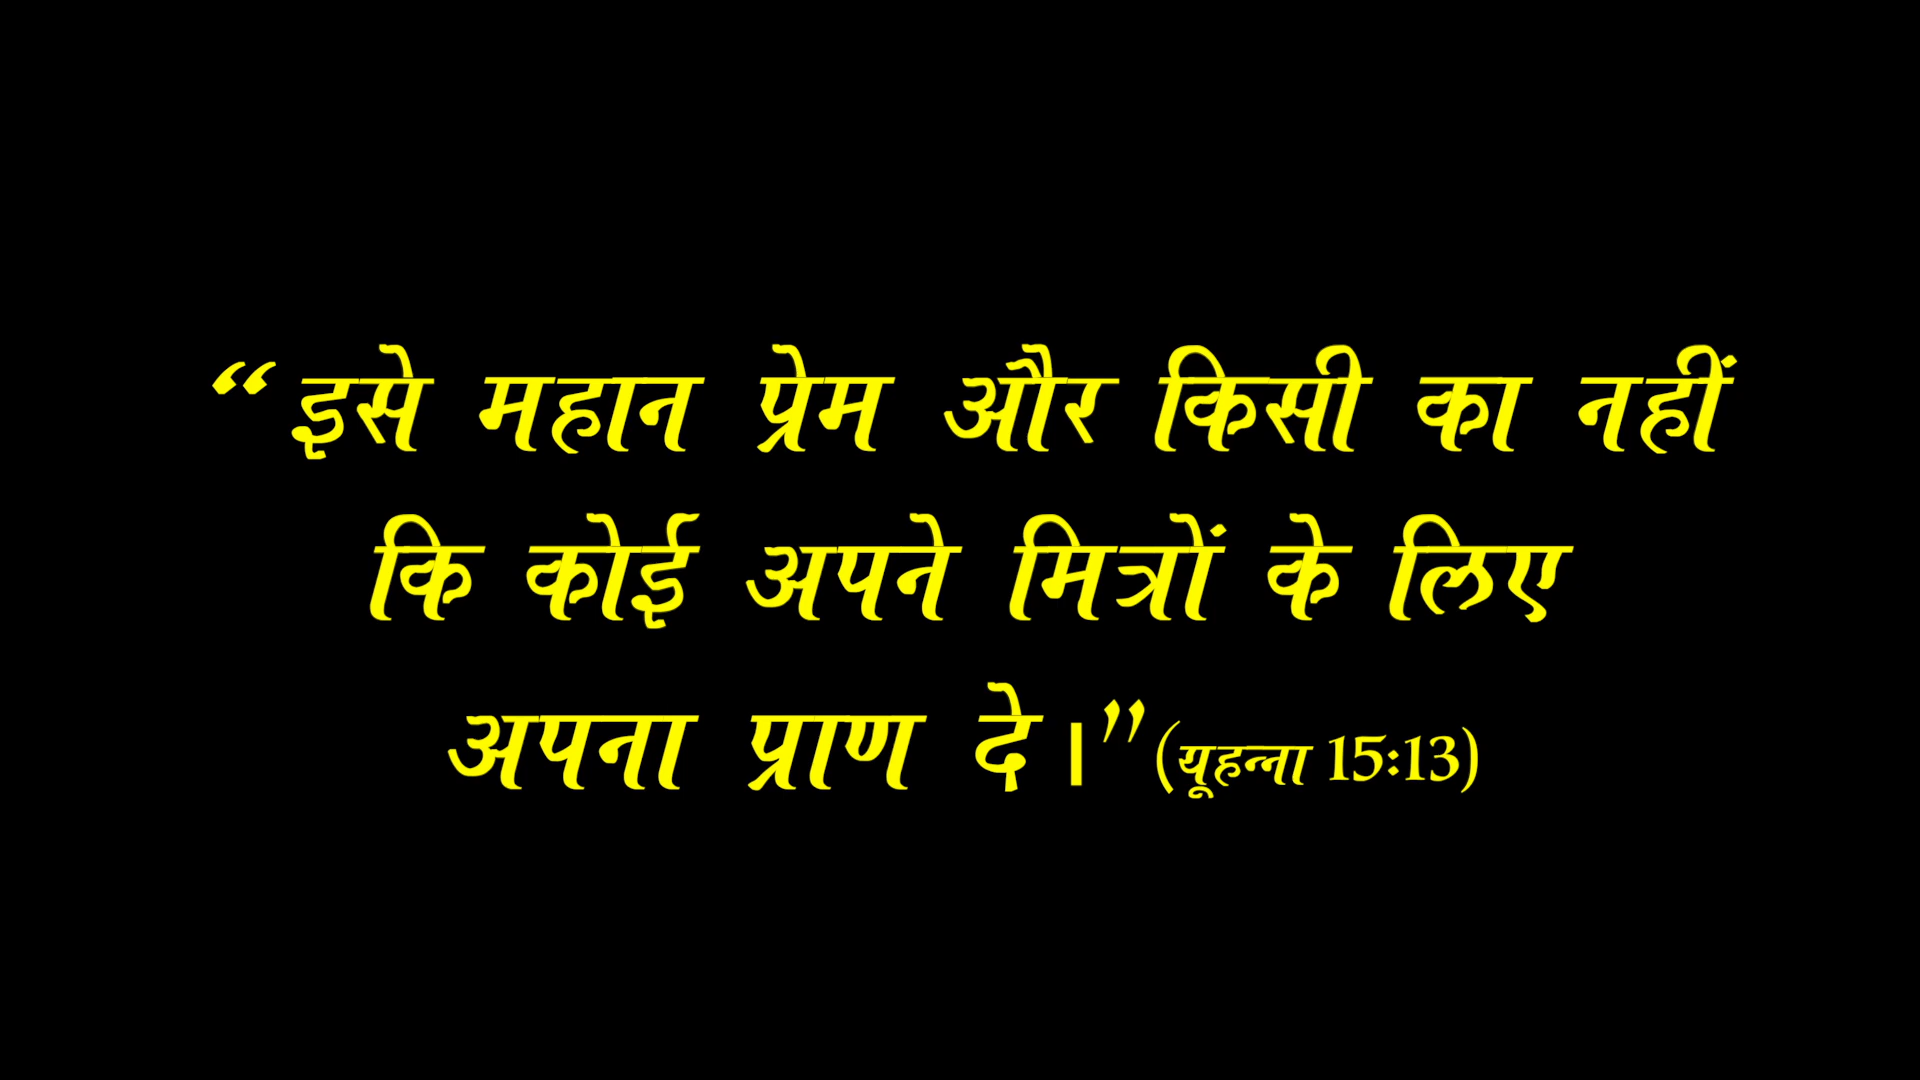 “इसे महान प्रेम और किसी का नहीं
कि कोई अपने मित्रों के लिए
अपना प्राण दे।” (यूहन्ना 15:13)